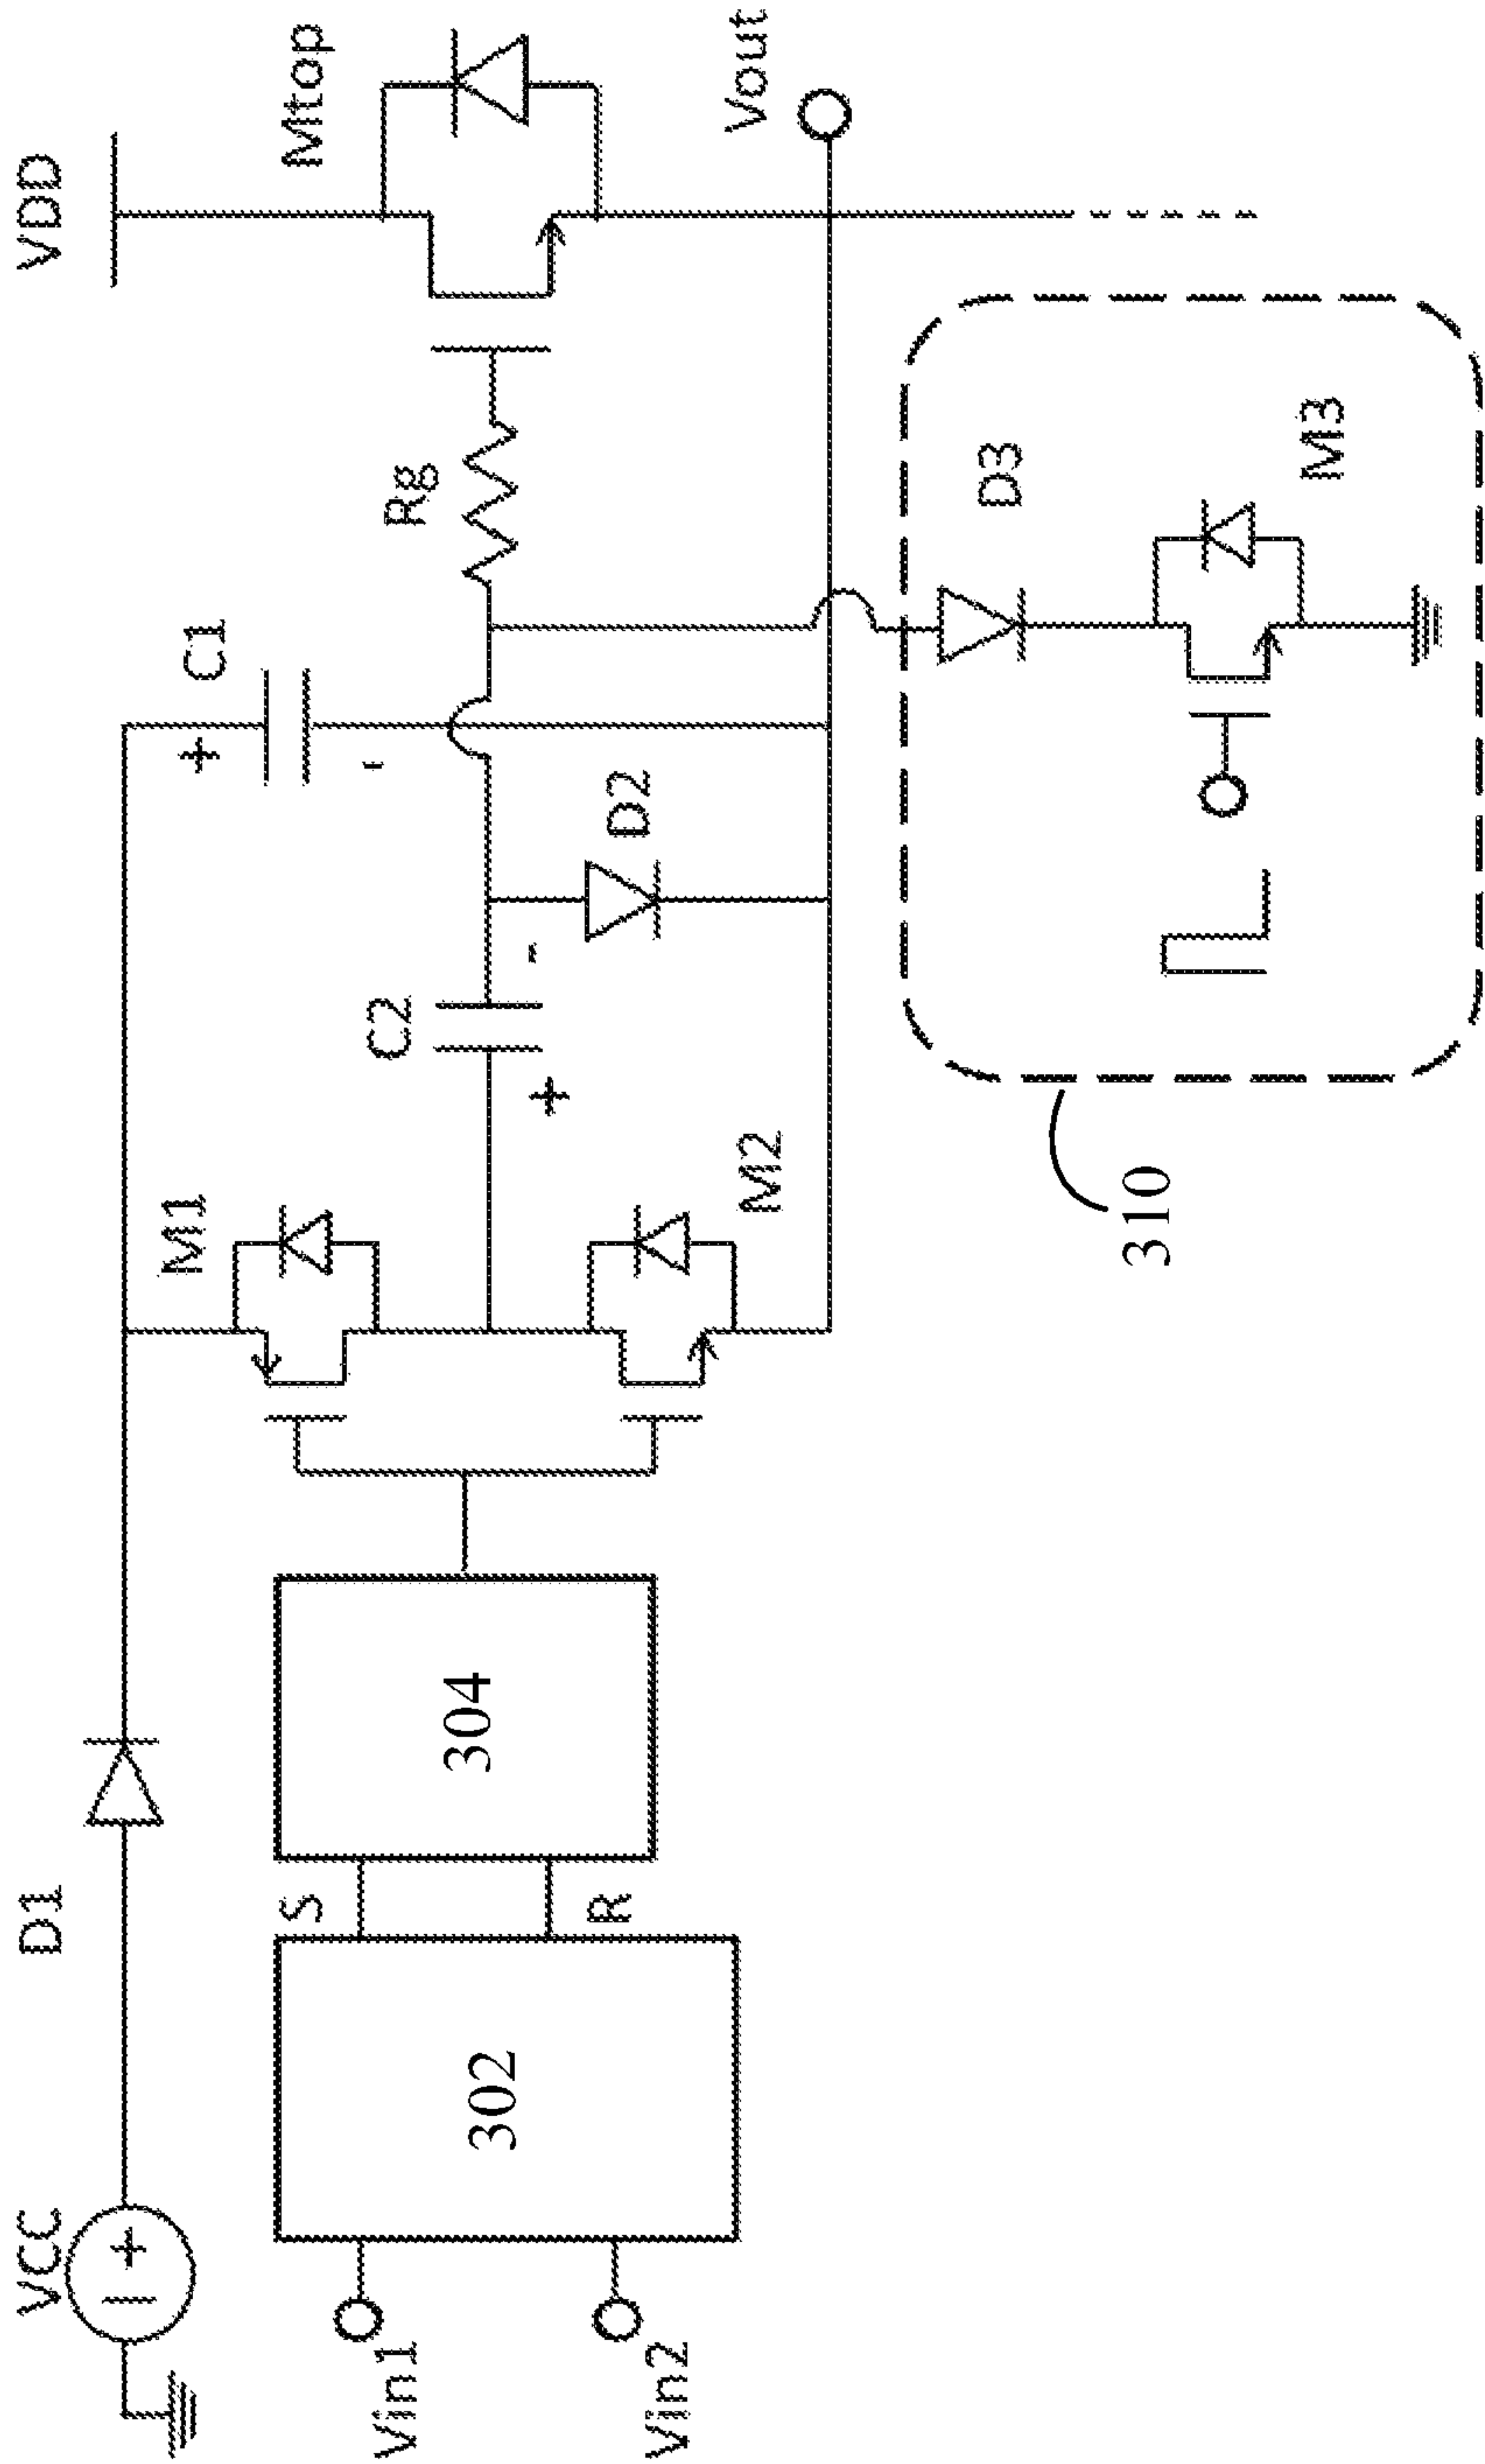 VCC
D1
VDD
Mtop
Vin1
Vin2
302
S
R
304
M1
M2
C2
+
-
D2
C1
+
-
Rg
Vout
D3
M3
310
+